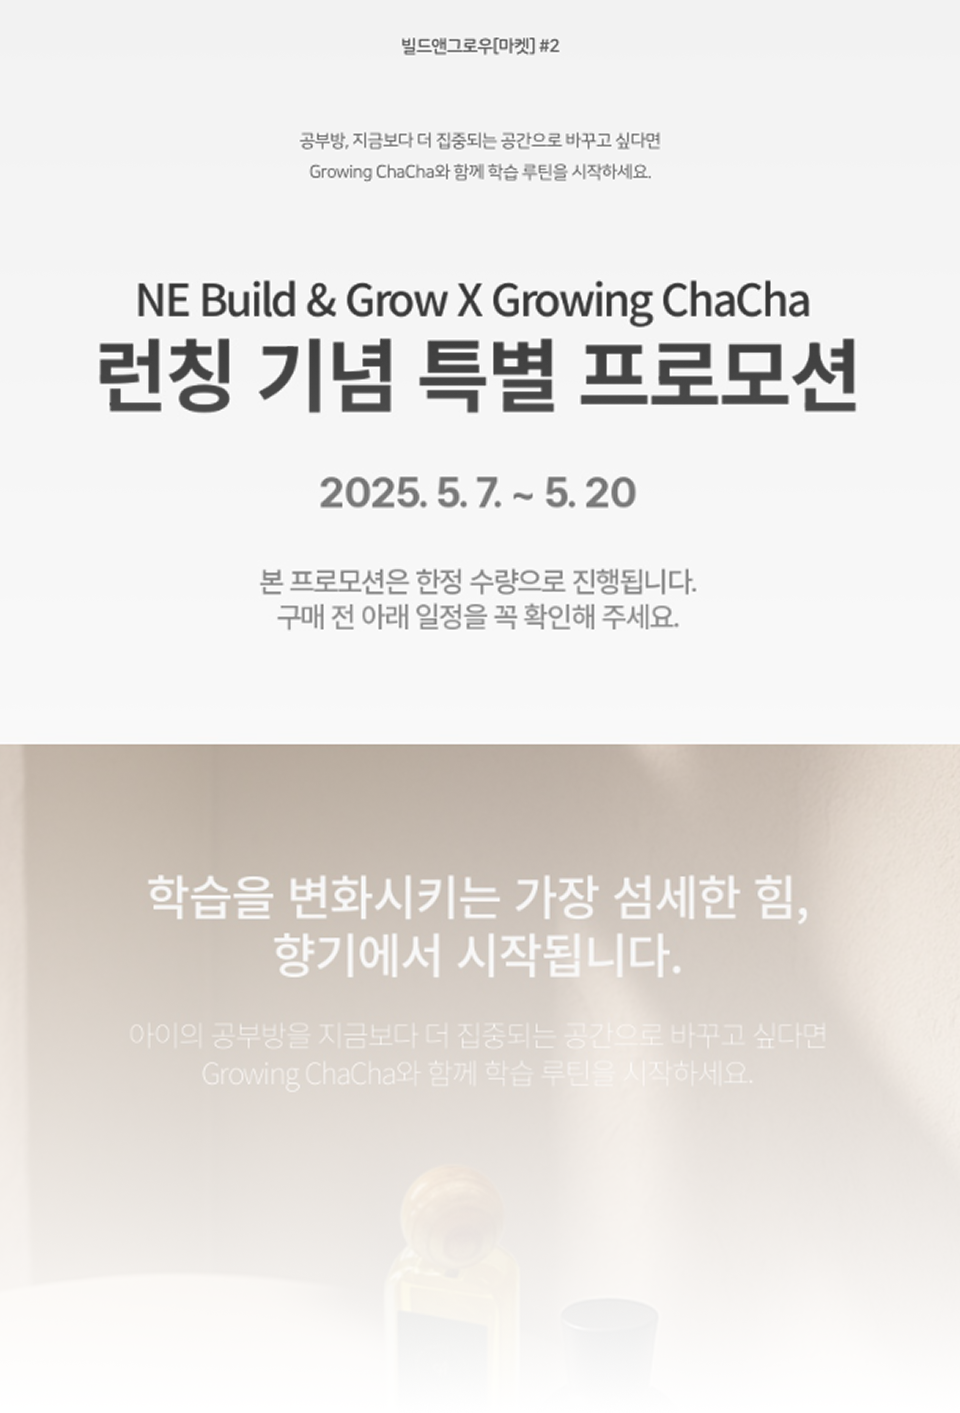 빌드앤그로우[마켓] #2
공부방, 지금보다 더 집중되는 공간으로 바꾸고 싶다면
Growing ChaCha와 함께 학습 루틴을 시작하세요.
NE Build & Grow X Growing ChaCha
런칭 기념 특별 프로모션
2025. 5. 7. ~ 5. 20
본 프로모션은 한정 수량으로 진행됩니다.
구매 전 아래 일정을 꼭 확인해 주세요.
학습을 변화시키는 가장 섬세한 힘,
향기에서 시작됩니다.
아이의 공부방을 지금보다 더 집중되는 공간으로 바꾸고 싶다면
Growing ChaCha와 함께 학습 루틴을 시작하세요.